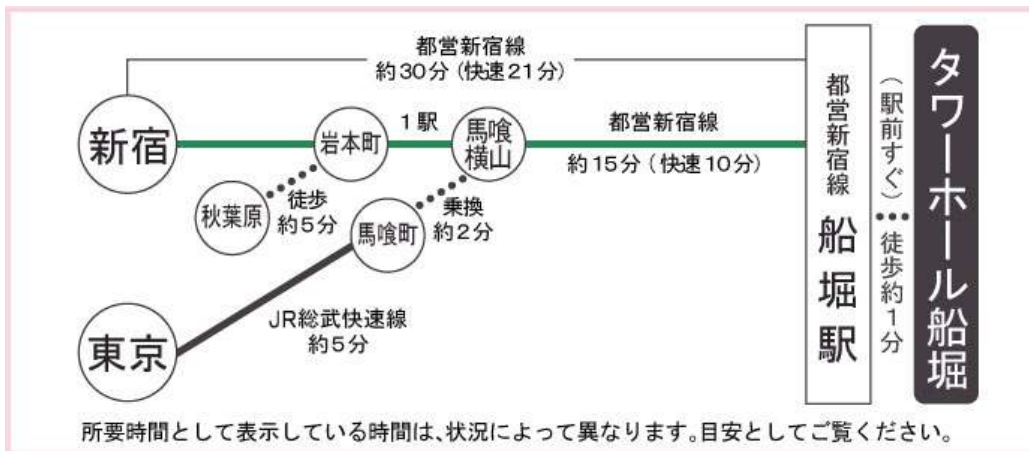 都営新宿線
約30分(快速21分)
新宿
岩本町
1駅
馬喰
横山
都営新宿線
約15分(快速10分)
秋葉原
徒歩
約5分
馬喰町
乗換
約2分
東京
JR総武快速線
約5分
都営新宿線 船堀駅
(駅前すぐ)•••徒歩約1分
タワーホール船堀
所要時間として表示している時間は、状況によって異なります。目安としてご覧ください。